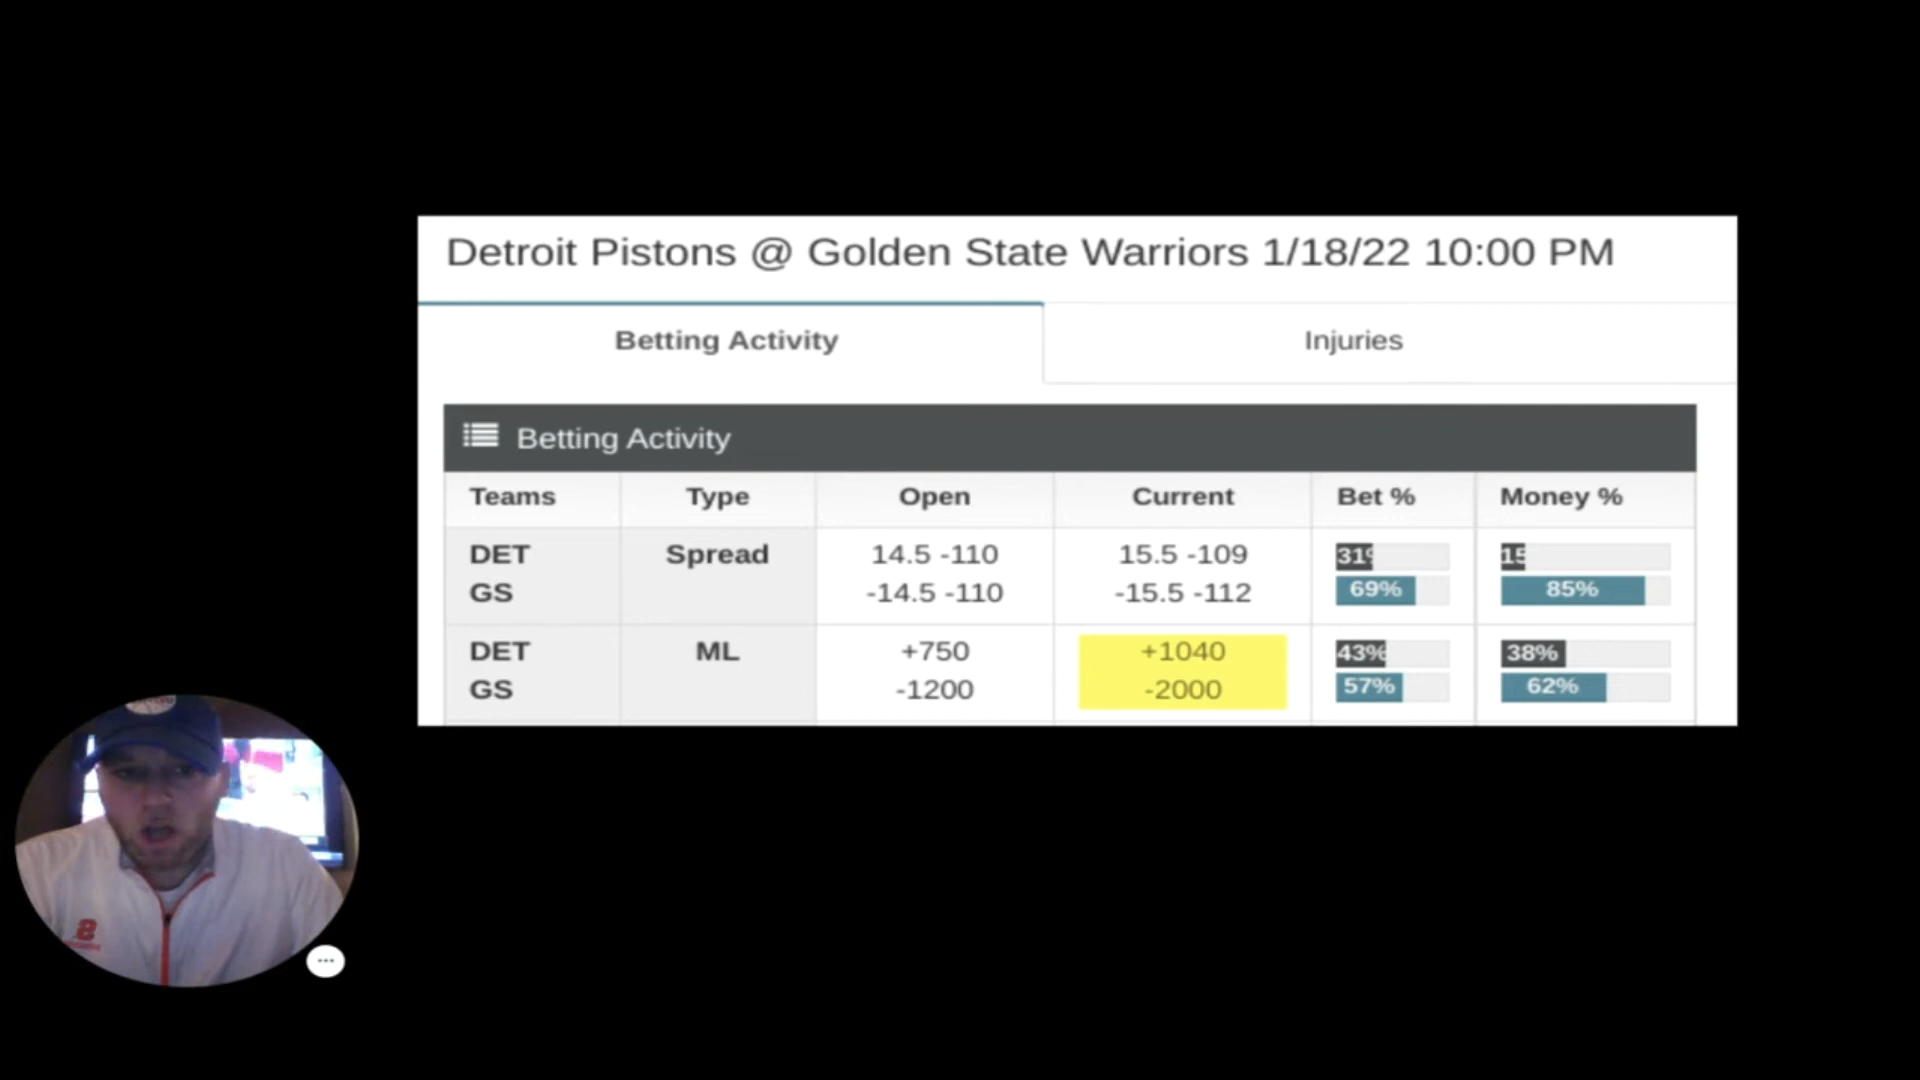 Detroit Pistons @ Golden State Warriors 1/18/22 10:00 PM
Betting Activity Injuries
Betting Activity
Teams Type Open Current Bet % Money %
DET Spread 14.5 -110 15.5 -109 31% 15
GS -14.5 -110 -15.5 -112 69% 85%
DET ML +750 +1040 43% 38%
GS -1200 -2000 57% 62%